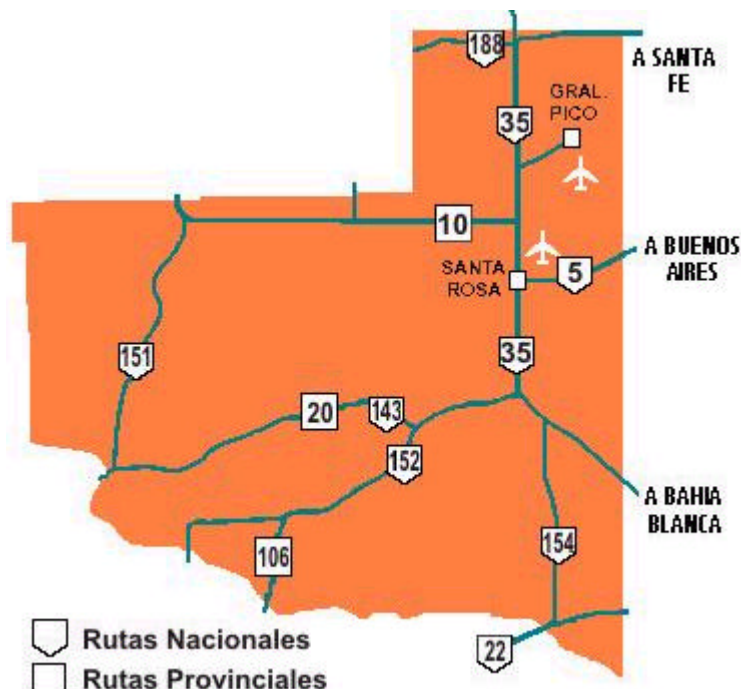 188
A SANTA
FE
GRAL.
PICO
35
10
A BUENOS
AIRES
SANTA
ROSA
5
151
35
20
143
152
A BAHIA
BLANCA
106
154
22
Rutas Nacionales
Rutas Provinciales